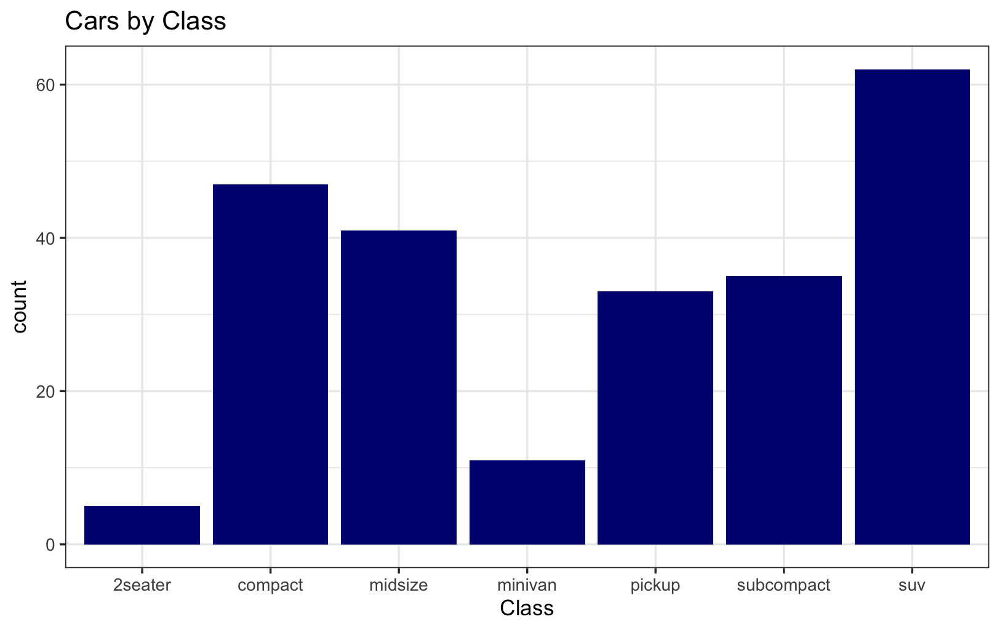 Cars by Class
count
60
40
20
0
2seater compact midsize minivan pickup subcompact suv
Class